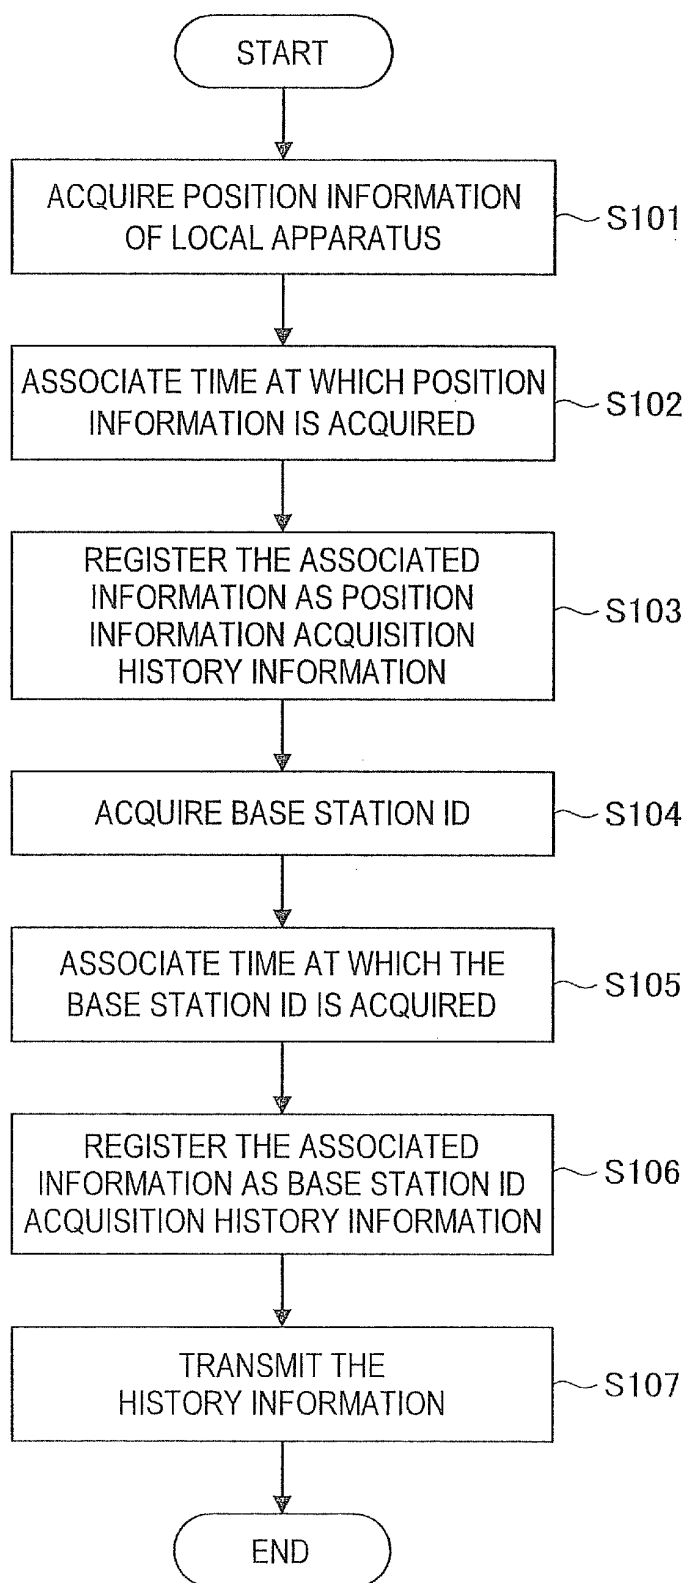 START
ACQUIRE POSITION INFORMATION
OF LOCAL APPARATUS
S101
ASSOCIATE TIME AT WHICH POSITION
INFORMATION IS ACQUIRED
S102
REGISTER THE ASSOCIATED
INFORMATION AS POSITION
INFORMATION ACQUISITION
HISTORY INFORMATION
S103
ACQUIRE BASE STATION ID
S104
ASSOCIATE TIME AT WHICH THE
BASE STATION ID IS ACQUIRED
S105
REGISTER THE ASSOCIATED
INFORMATION AS BASE STATION ID
ACQUISITION HISTORY INFORMATION
S106
TRANSMIT THE
HISTORY INFORMATION
S107
END